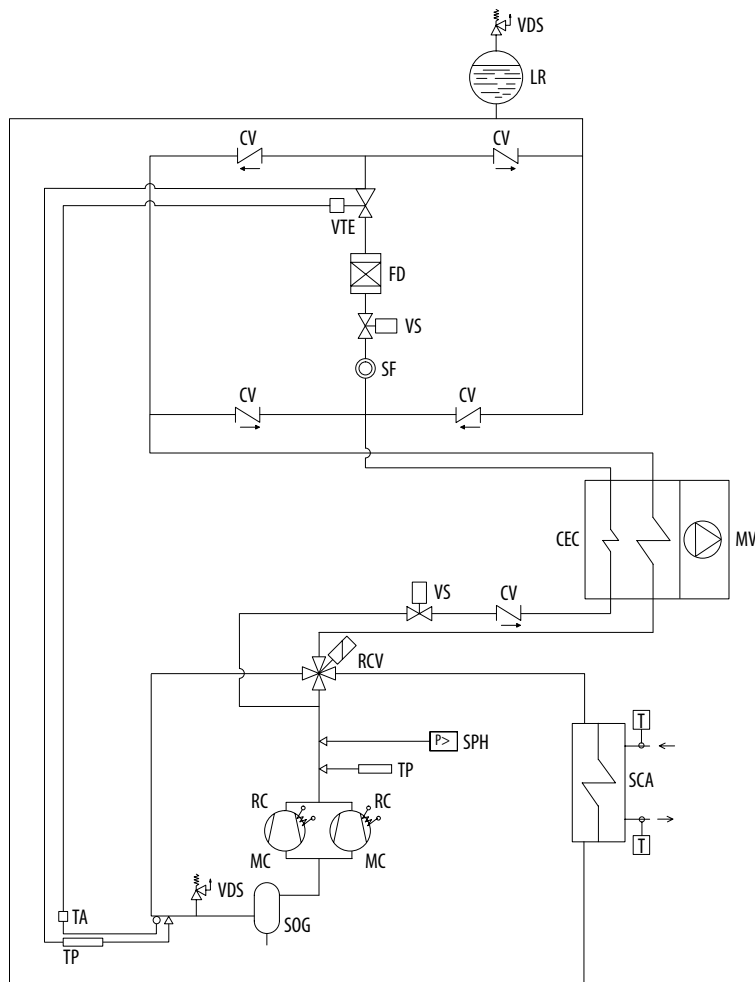 VDS
LR
CV
CV
VTE
FD
VS
SF
CV
CV
CEC
MV
VS
CV
RCV
T
P> SPH
SCA
TP
RC
RC
MC
MC
T
VDS
SOG
TA
TP